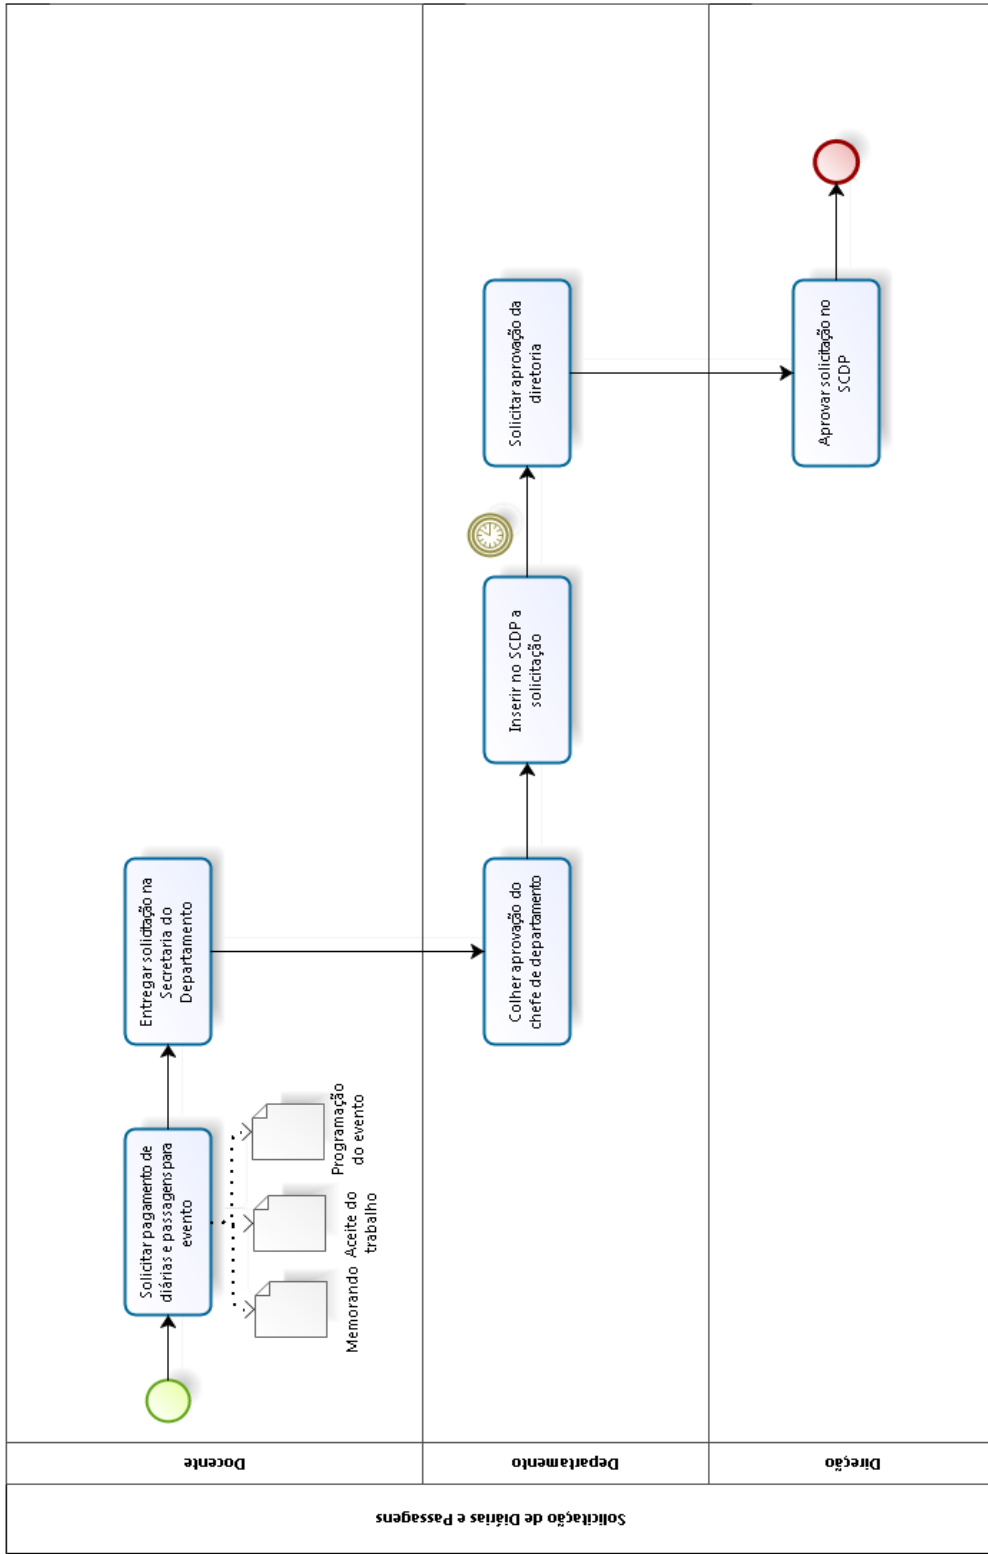 Solicitação de Diárias e Passagens
Docente
Solicitar pagamento de
diárias e passagens para
evento
Entregar solicitação na
Secretaria do
Departamento
Memorando
Aceite do
trabalho
Programação
do evento
Departamento
Colher aprovação do
chefe de departamento
Inserir no SCDP a
solicitação
Solicitar aprovação da
diretoria
Direção
Aprovar solicitação no
SCDP